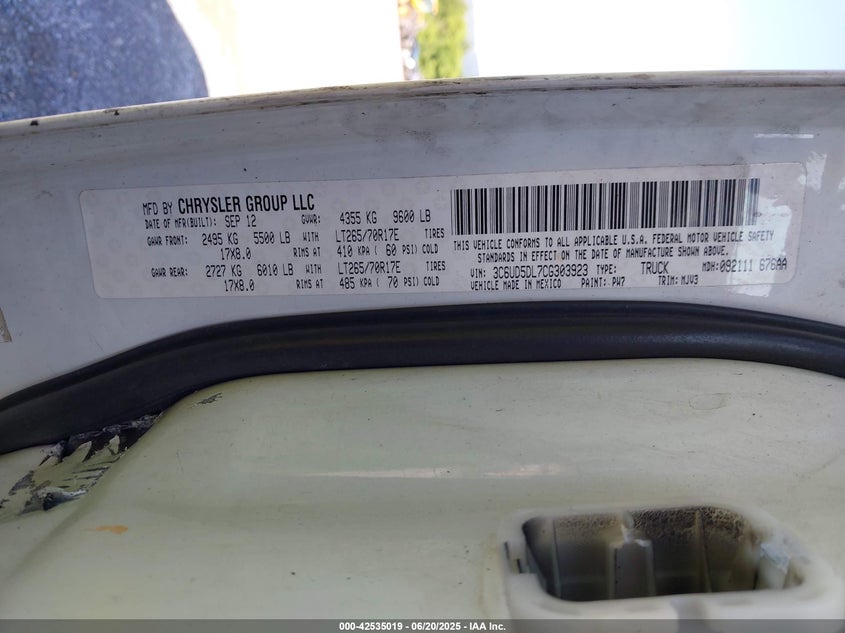 MFD BY CHRYSLER GROUP LLC
DATE OF MFR(BUILT): SEP 12 GVWR: 4355 KG 9600 LB
GAWR FRONT: 2495 KG 5500 LB WITH LT265/70R17E TIRES
17X8.0 RIMS AT 410 KPA ( 60 PSI) COLD
GAWR REAR: 2727 KG 6010 LB WITH LT265/70R17E TIRES
17X8.0 RIMS AT 485 KPA ( 70 PSI) COLD
THIS VEHICLE CONFORMS TO ALL APPLICABLE U.S.A. FEDERAL MOTOR VEHICLE SAFETY
STANDARDS IN EFFECT ON THE DATE OF MANUFACTURE SHOWN ABOVE.
VIN: 3C6UD5DL7CG303923 TYPE: TRUCK MDH: 092111 676AA
VEHICLE MADE IN MEXICO PAINT: PW7 TRIM: MJV3
000-42535019 - 06/20/2025 - IAA Inc.